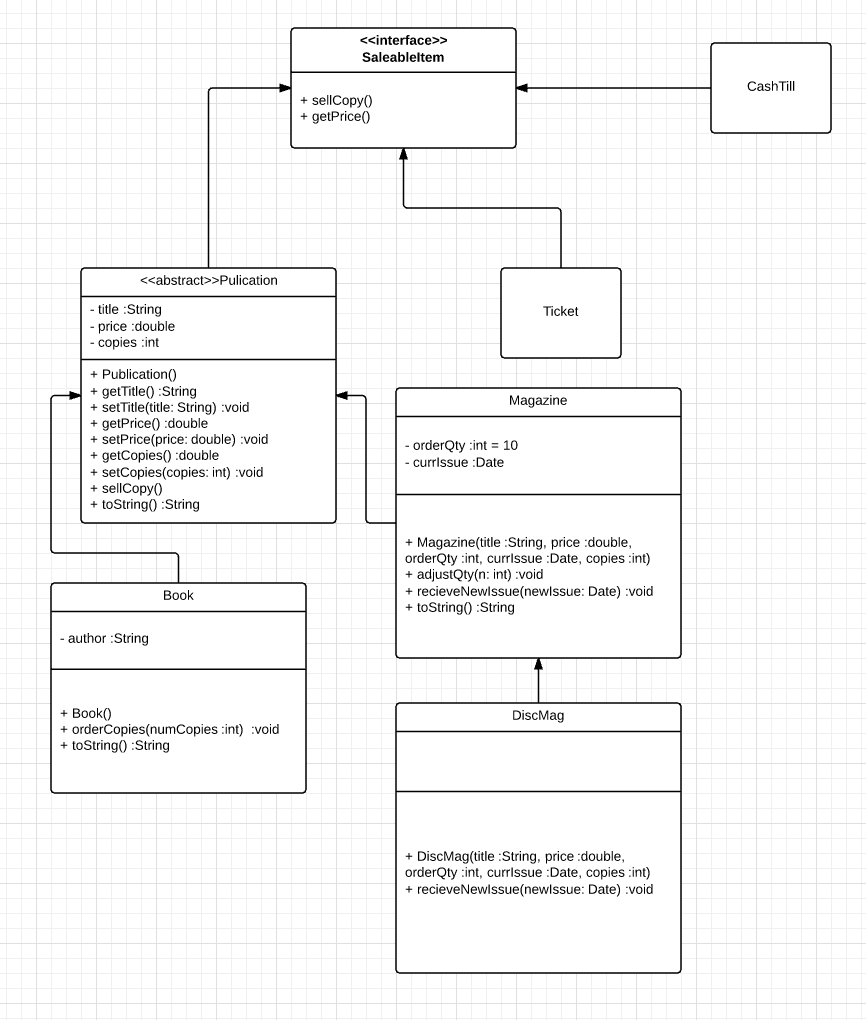 <<interface>>
SaleableItem
+ sellCopy()
+ getPrice()
CashTill
<<abstract>>Pulication
- title :String
- price :double
- copies :int
+ Publication()
+ getTitle() :String
+ setTitle(title: String) :void
+ getPrice() :double
+ setPrice(price: double) :void
+ getCopies() :double
+ setCopies(copies: int) :void
+ sellCopy()
+ toString() :String
Ticket
Magazine
- orderQty :int = 10
- currIssue :Date
+ Magazine(title :String, price :double,
orderQty :int, currIssue :Date, copies :int)
+ adjustQty(n: int) :void
+ recieveNewIssue(newIssue: Date) :void
+ toString() :String
Book
- author :String
+ Book()
+ orderCopies(numCopies :int)  :void
+ toString() :String
DiscMag
+ DiscMag(title :String, price :double,
orderQty :int, currIssue :Date, copies :int)
+ recieveNewIssue(newIssue: Date) :void